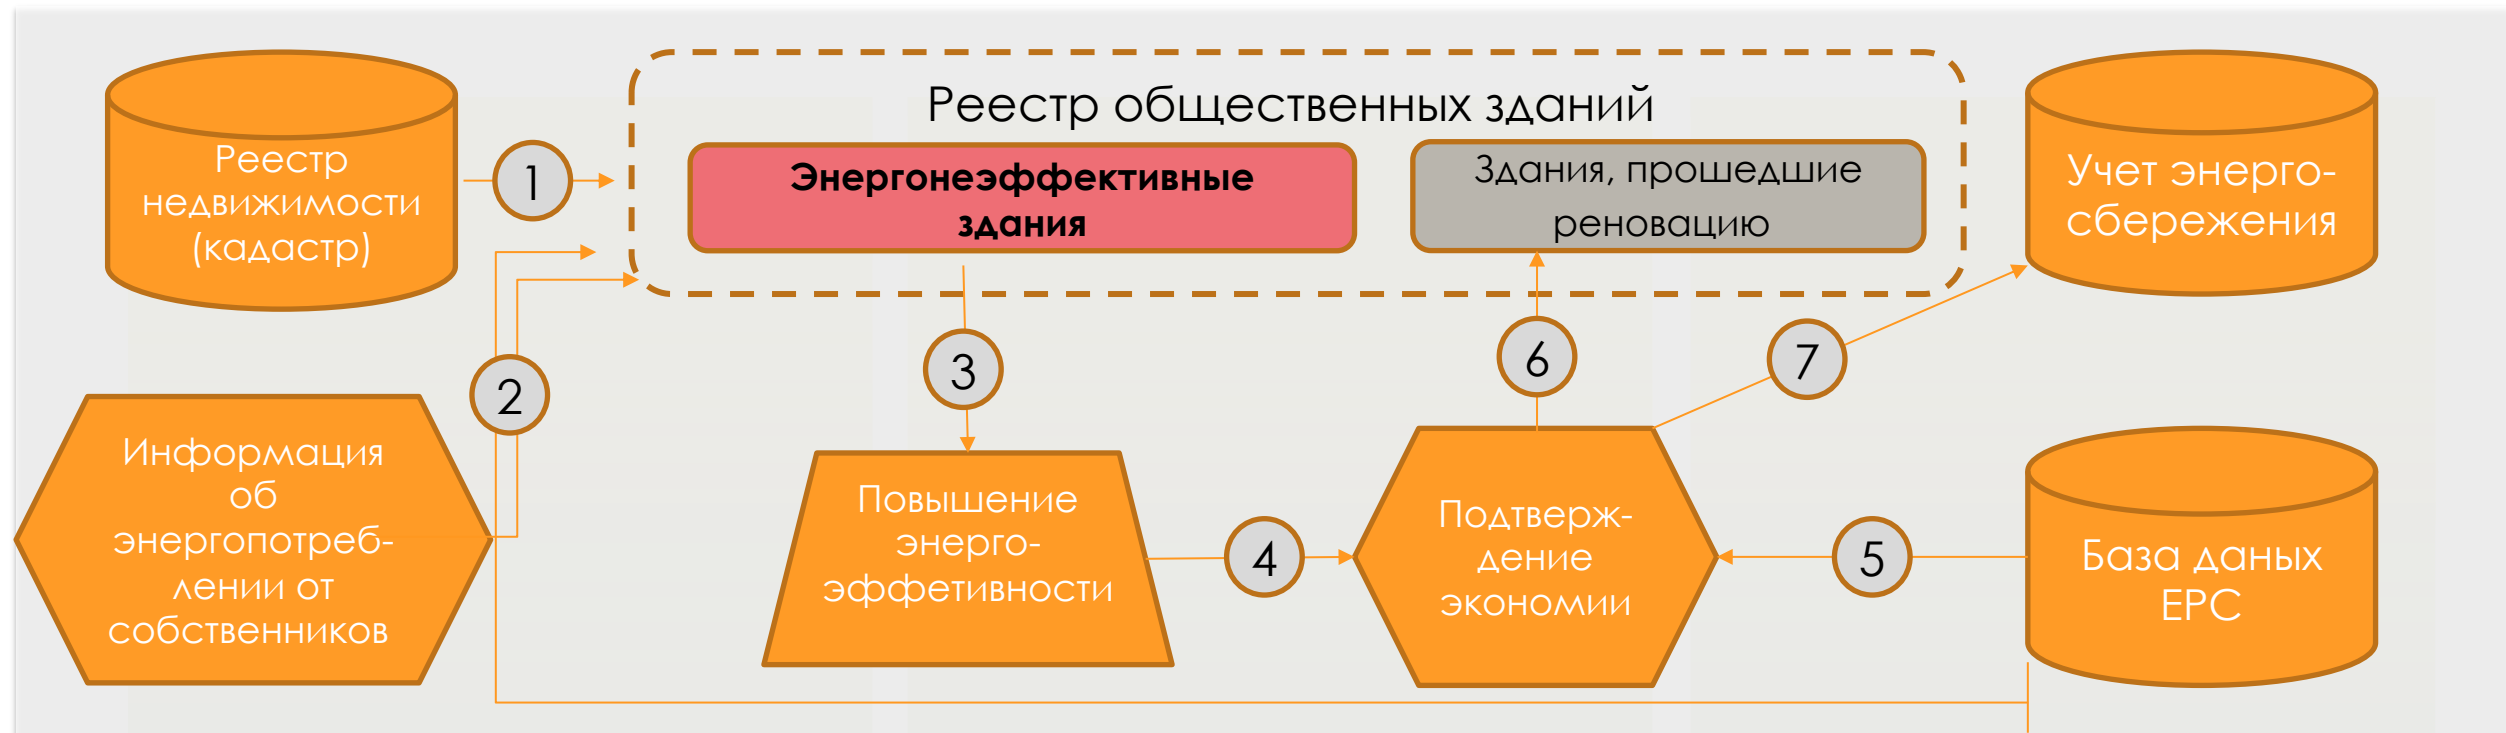 Реестр
недвижимости
(кадастр)
1
Реестр общественных зданий
Энергонеэффективные
здания
Здания, прошедшие
реновацию
Учет энерго-
сбережения
2
3
6
7
Информация
об
энергопотреб-
лении от
собственников
Повышение
энерго-
эффетивности
4
Подтверж-
дение
экономии
5
База даных
EPC